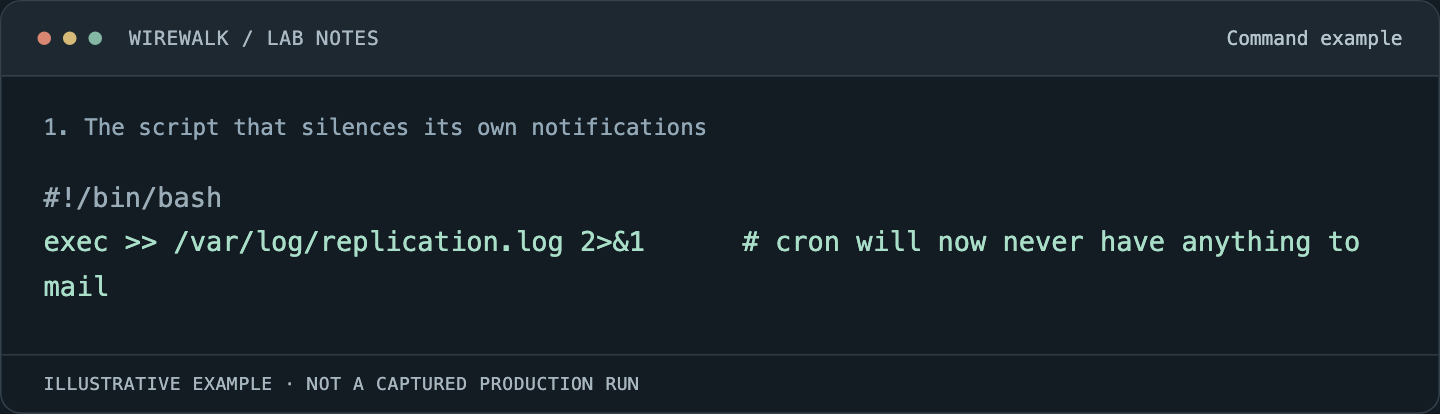 WIREWALK / LAB NOTES
Command example
1. The script that silences its own notifications
#!/bin/bash
exec >> /var/log/replication.log 2>&1      # cron will now never have anything to
mail
ILLUSTRATIVE EXAMPLE · NOT A CAPTURED PRODUCTION RUN